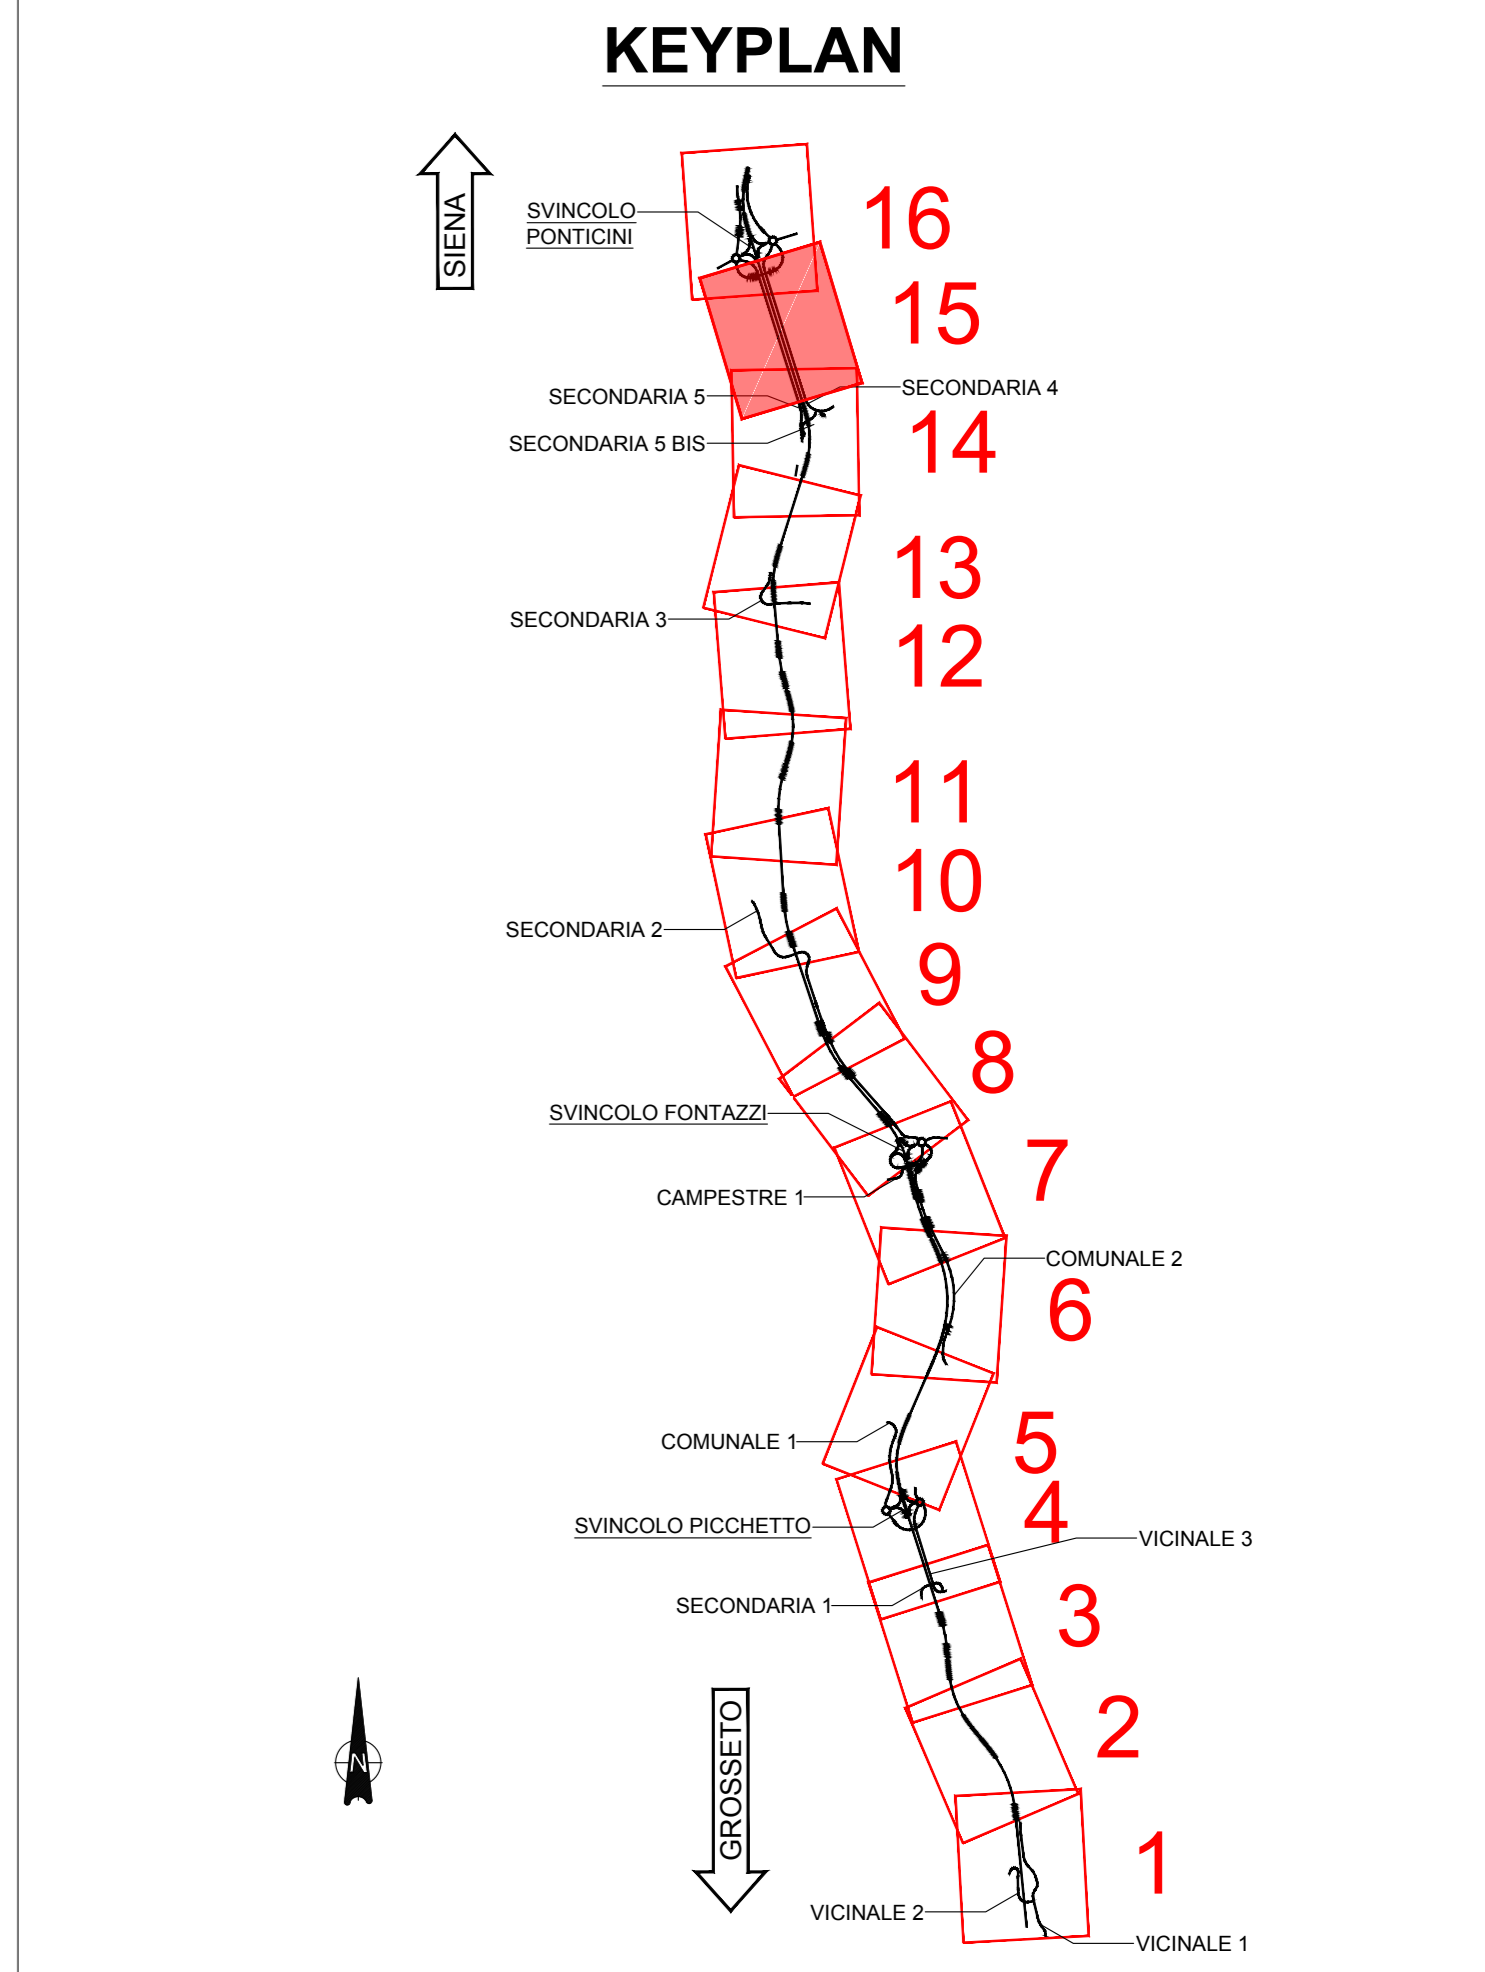 KEYPLAN
SIENA
SVINCOLO
PONTICINI
16
15
SECONDARIA 5
SECONDARIA 4
14
SECONDARIA 5 BIS
13
SECONDARIA 3
12
11
10
SECONDARIA 2
9
8
SVINCOLO FONTAZZI
7
CAMPESTRE 1
COMUNALE 2
6
COMUNALE 1
5
4
SVINCOLO PICCHETTO
VICINALE 3
SECONDARIA 1
3
2
GROSSETO
N
1
VICINALE 2
VICINALE 1